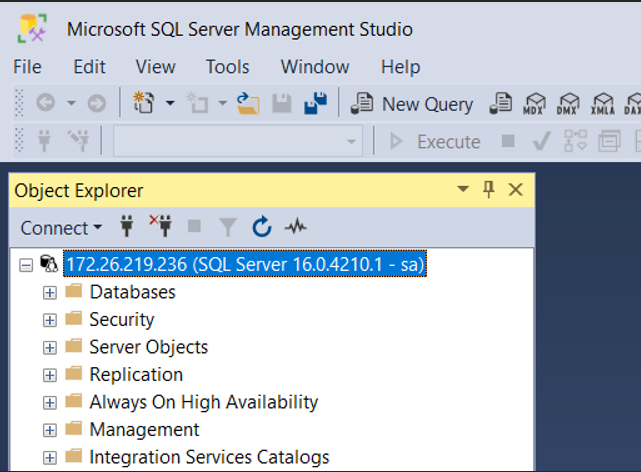 Microsoft SQL Server Management Studio
File Edit View Tools Window Help
New Query MDX DMX XMLA DAX
Execute
Object Explorer
Connect
172.26.219.236 (SQL Server 16.0.4210.1 - sa)
Databases
Security
Server Objects
Replication
Always On High Availability
Management
Integration Services Catalogs